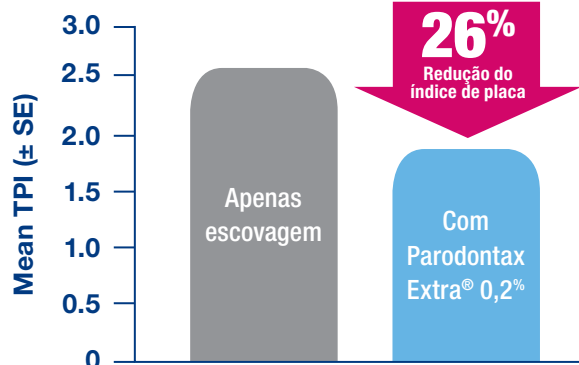 Mean TPI (± SE)
3.0
2.5
2.0
1.5
1.0
0.5
0
Apenas
escovagem
26%
Redução do
índice de placa
Com
Parodontax
Extra® 0,2%